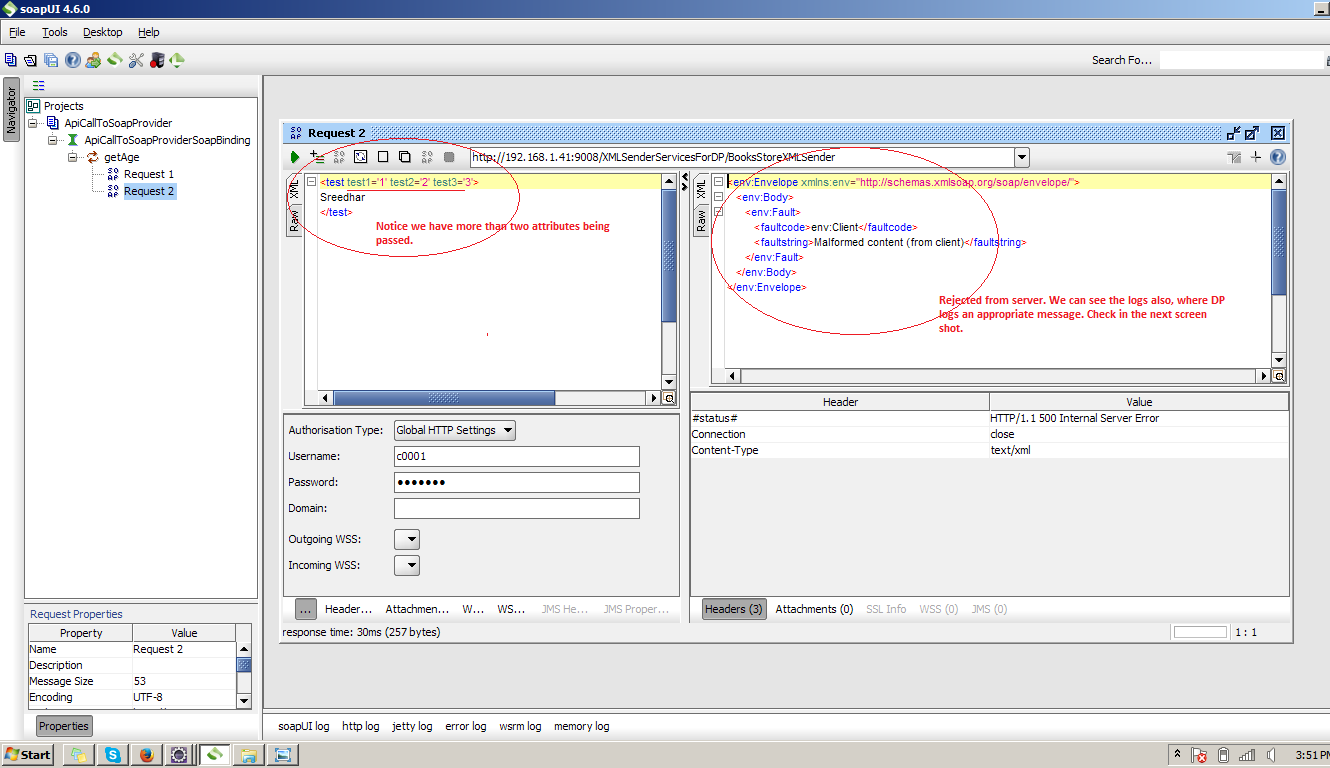 soapUI 4.6.0
File Tools Desktop Help
Search Fo...
Navigator
Projects
ApiCallToSoapProvider
ApiCallToSoapProviderSoapBinding
getAge
Request 1
Request 2
Request 2
http://192.168.1.41:9008/XMLSenderServicesForDP/BooksStoreXMLSender
XML
Raw
<test test1='1' test2='2' test3='3'>
Sreedhar
</test>
Notice we have more than two attributes being
passed.
XML
Raw
<env:Envelope xmlns:env="http://schemas.xmlsoap.org/soap/envelope/">
<env:Body>
<env:Fault>
<faultcode>env:Client</faultcode>
<faultstring>Malformed content (from client)</faultstring>
</env:Fault>
</env:Body>
</env:Envelope>
Rejected from server. We can see the logs also, where DP
logs an appropriate message. Check in the next screen
shot.
Authorisation Type: Global HTTP Settings
Username: c0001
Password: •••••••
Domain:
Outgoing WSS:
Incoming WSS:
... Header... Attachmen... W... WS... JMS He... JMS Proper...
Header Value
#status# HTTP/1.1 500 Internal Server Error
Connection close
Content-Type text/xml
Headers (3) Attachments (0) SSL Info WSS (0) JMS (0)
response time: 30ms (257 bytes)
1 : 1
Request Properties
Property Value
Name Request 2
Description
Message Size 53
Encoding UTF-8
Properties
soapUI log http log jetty log error log wsrm log memory log
Start
3:51 PM